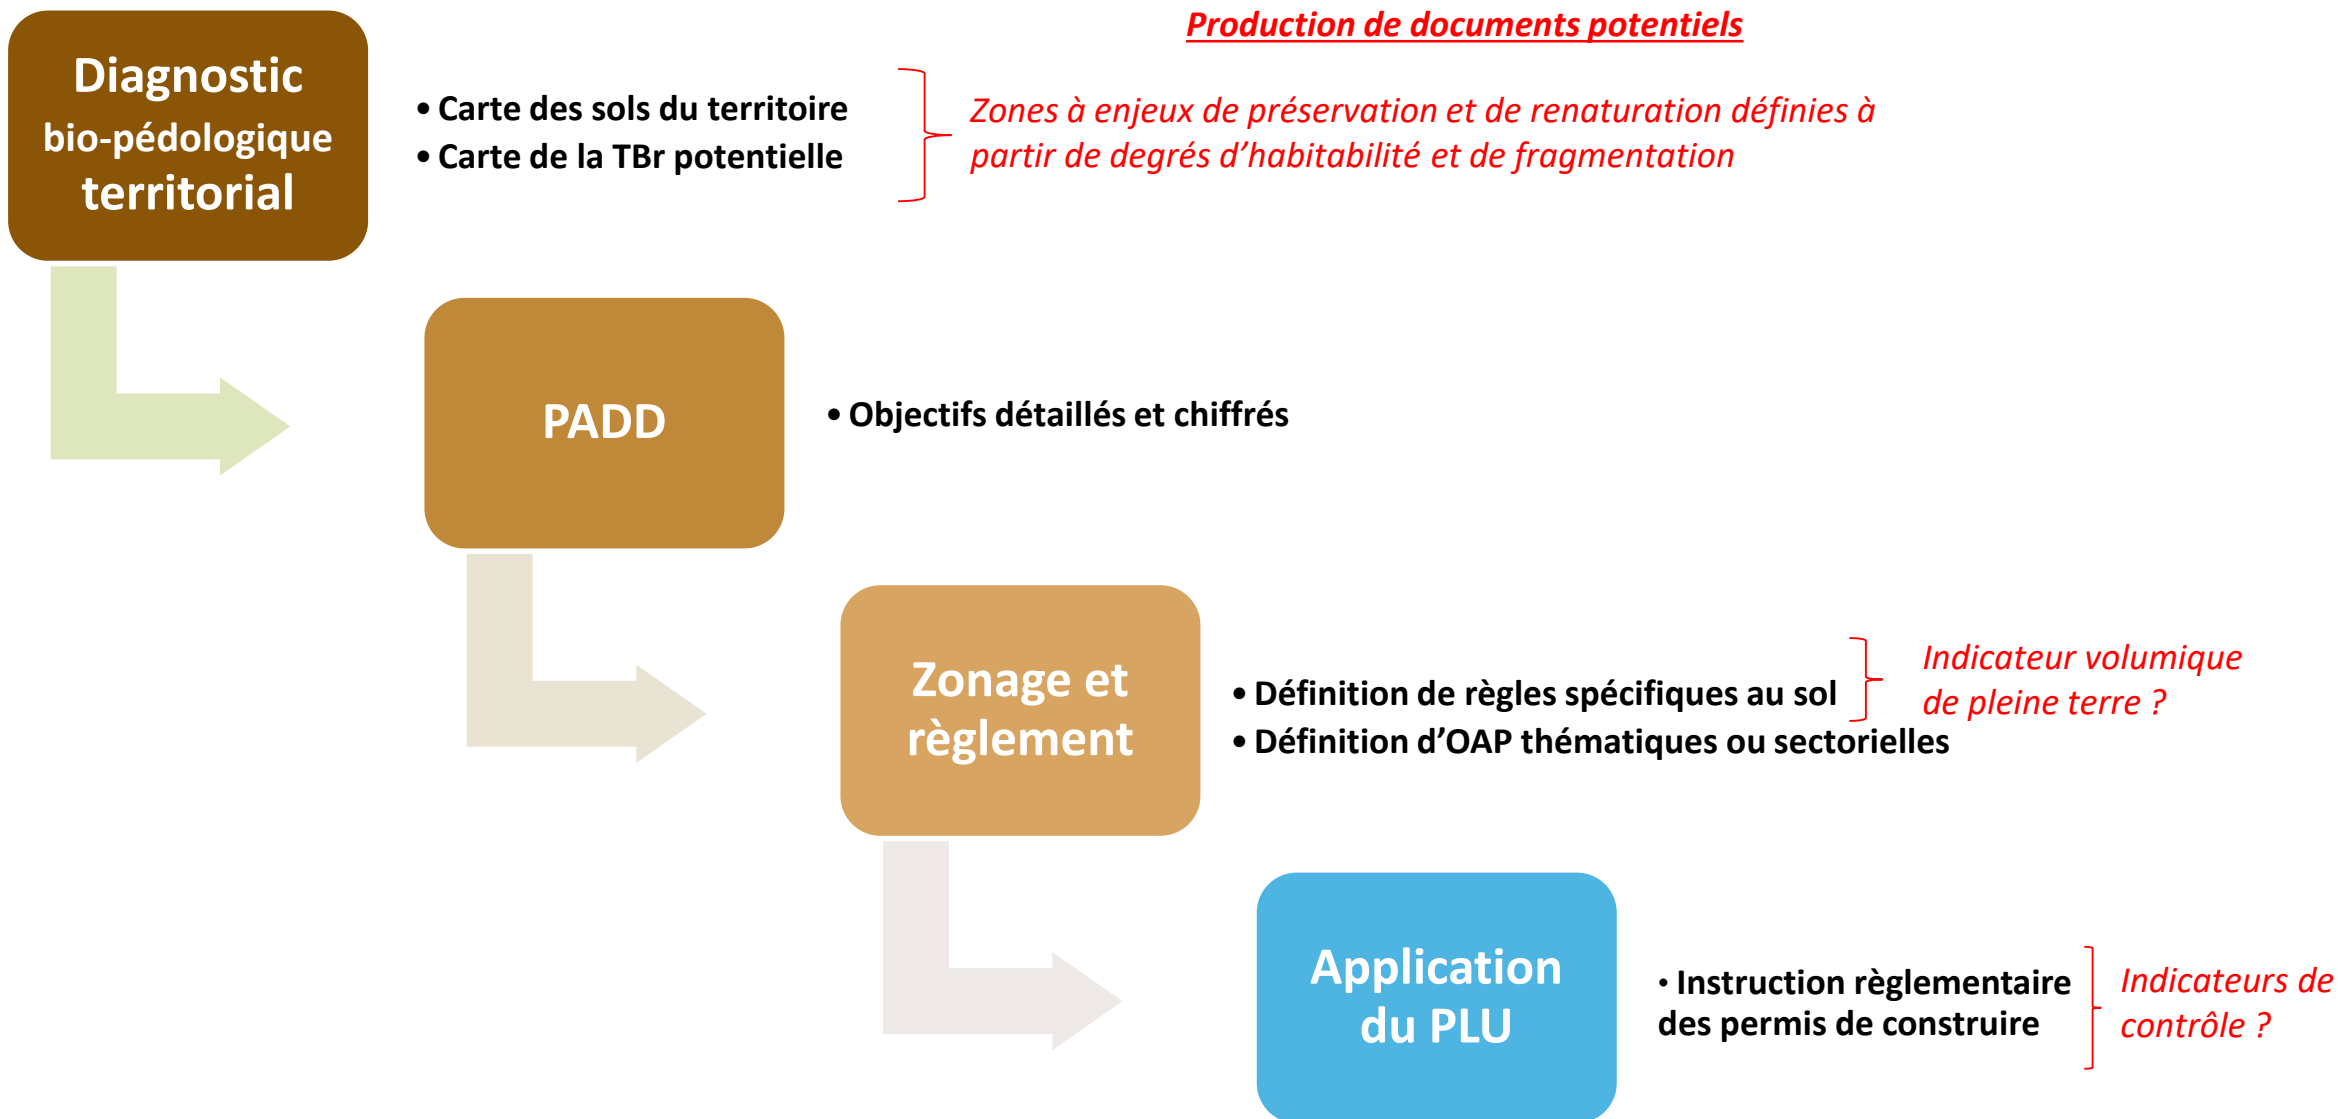 Production de documents potentiels
Diagnostic
bio-pédologique
territorial
• Carte des sols du territoire
• Carte de la TBr potentielle
Zones à enjeux de préservation et de renaturation définies à
partir de degrés d’habitabilité et de fragmentation
PADD
• Objectifs détaillés et chiffrés
Zonage et
règlement
• Définition de règles spécifiques au sol
• Définition d’OAP thématiques ou sectorielles
Indicateur volumique
de pleine terre ?
Application
du PLU
• Instruction règlementaire
des permis de construire
Indicateurs de
contrôle ?